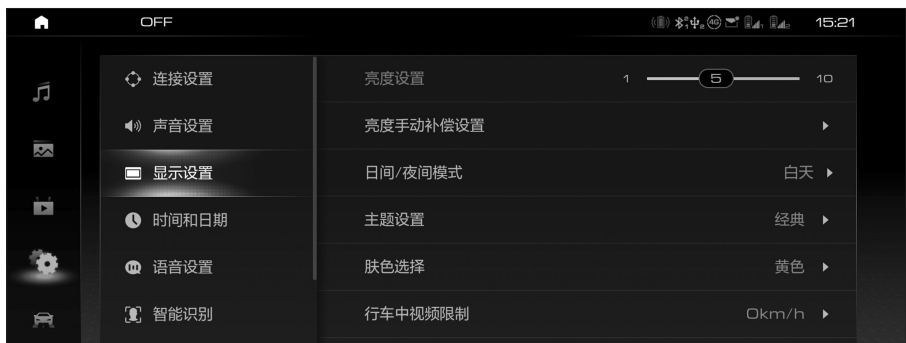 OFF 4G 15:21
连接设置
声音设置
显示设置
时间和日期
语音设置
智能识别
亮度设置 1 5 10
亮度手动补偿设置
日间/夜间模式 白天
主题设置 经典
肤色选择 黄色
行车中视频限制 0km/h